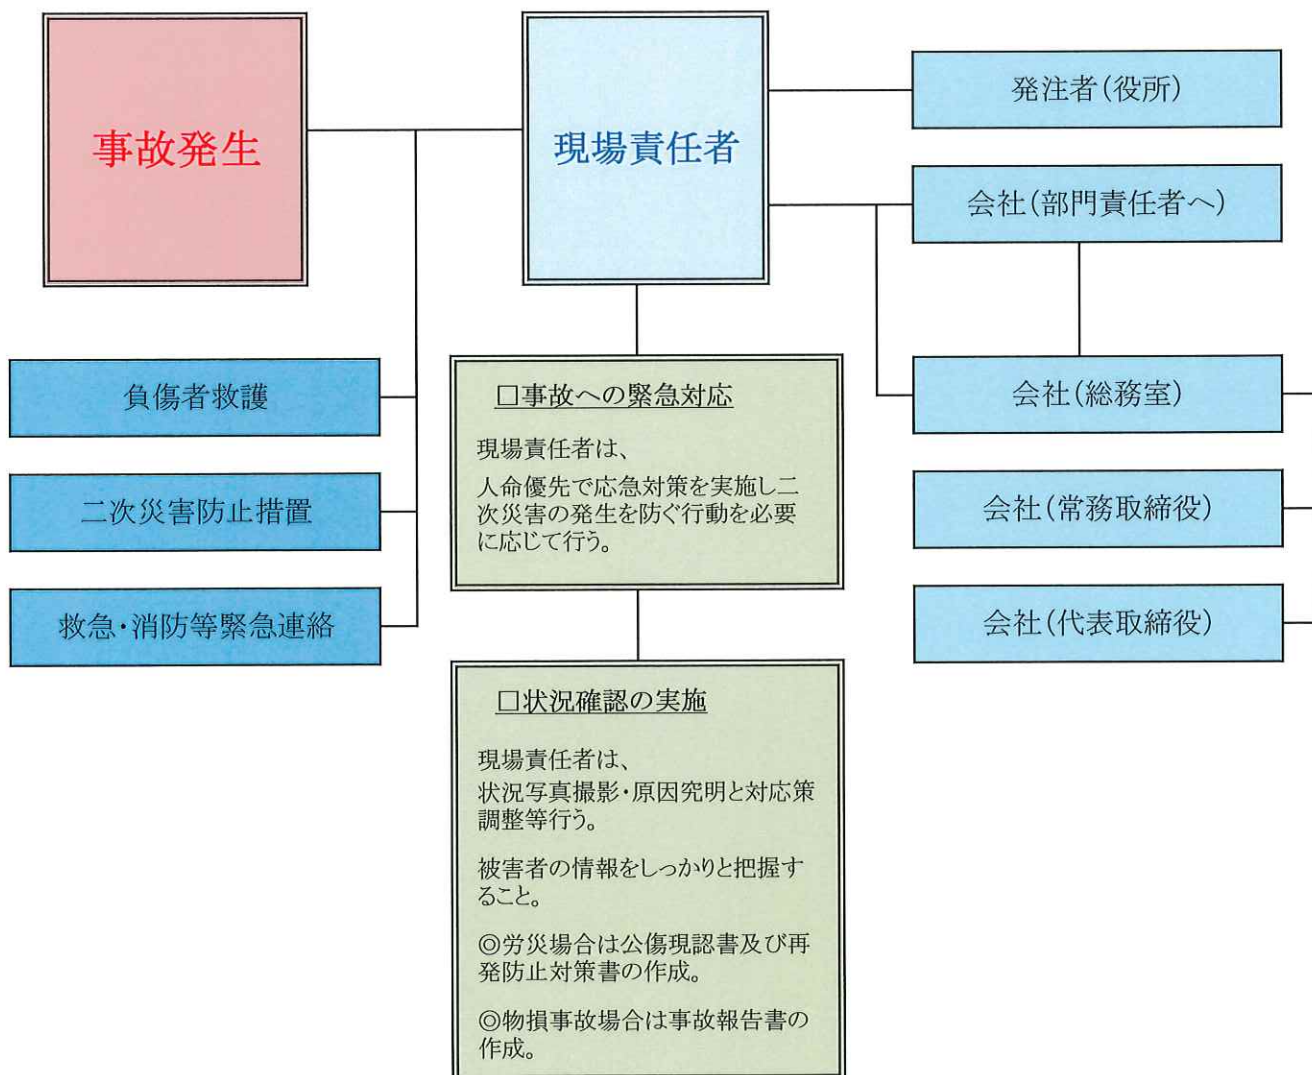 事故発生
現場責任者
発注者(役所)
会社(部門責任者へ)
会社(総務室)
会社(常務取締役)
会社(代表取締役)
負傷者救護
二次災害防止措置
救急・消防等緊急連絡
□事故への緊急対応
現場責任者は、
人命優先で応急対策を実施し二
次災害の発生を防ぐ行動を必要
に応じて行う。
□状況確認の実施
現場責任者は、
状況写真撮影・原因究明と対応策
調整等行う。
被害者の情報をしっかりと把握す
ること。
◎労災場合は公傷現認書及び再
発防止対策書の作成。
◎物損事故場合は事故報告書の
作成。